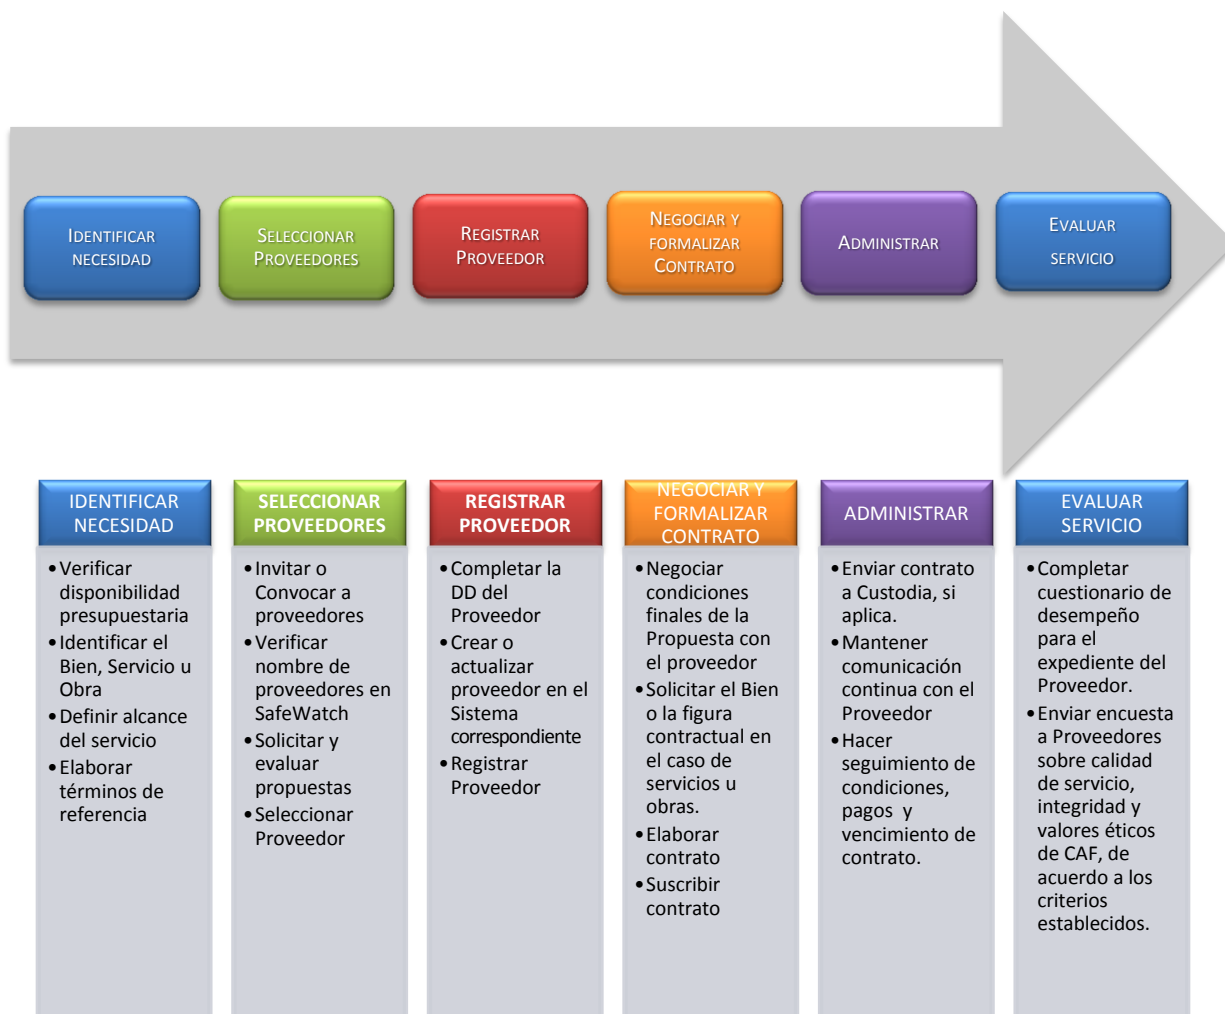 IDENTIFICAR
NECESIDAD
SELECCIONAR
PROVEEDORES
REGISTRAR
PROVEEDOR
NEGOCIAR Y
FORMALIZAR
CONTRATO
ADMINISTRAR
EVALUAR
SERVICIO
IDENTIFICAR
NECESIDAD
•Verificar
disponibilidad
presupuestaria
•Identificar el
Bien, Servicio u
Obra
•Definir alcance
del servicio
•Elaborar
términos de
referencia
SELECCIONAR
PROVEEDORES
•Invitar o
Convocar a
proveedores
•Verificar
nombre de
proveedores en
SafeWatch
•Solicitar y
evaluar
propuestas
•Seleccionar
Proveedor
REGISTRAR
PROVEEDOR
•Completar la
DD del
Proveedor
•Crear o
actualizar
proveedor en el
Sistema
correspondiente
•Registrar
Proveedor
NEGOCIAR Y
FORMALIZAR
CONTRATO
•Negociar
condiciones
finales de la
Propuesta con
el proveedor
•Solicitar el Bien
o la figura
contractual en
el caso de
servicios u
obras.
•Elaborar
contrato
•Suscribir
contrato
ADMINISTRAR
•Enviar contrato
a Custodia, si
aplica.
•Mantener
comunicación
continua con el
Proveedor
•Hacer
seguimiento de
condiciones,
pagos y
vencimiento de
contrato.
EVALUAR
SERVICIO
•Completar
cuestionario de
desempeño
para el
expediente del
Proveedor.
•Enviar encuesta
a Proveedores
sobre calidad
de servicio,
integridad y
valores éticos
de CAF, de
acuerdo a los
criterios
establecidos.